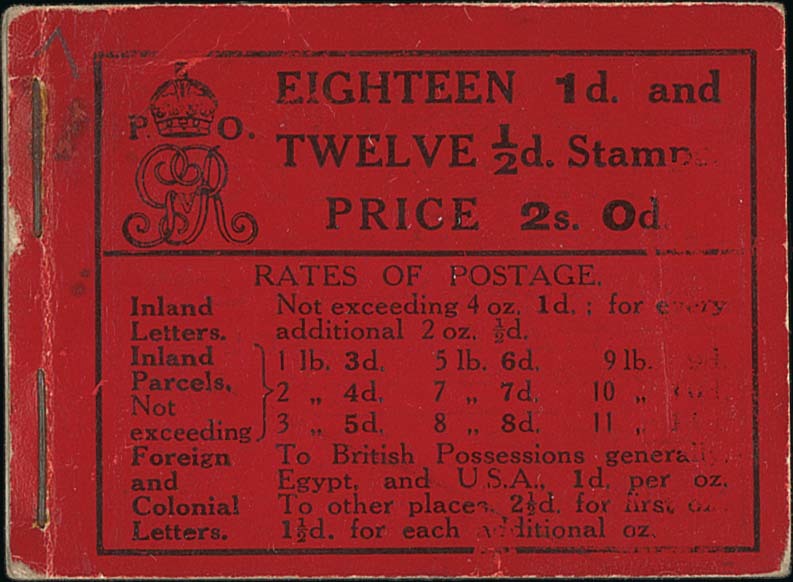 P. O.
GR
V
EIGHTEEN 1d. and
TWELVE ½d. Stamps.
PRICE 2s. 0d.
RATES OF POSTAGE.
Inland Letters. Not exceeding 4 oz. 1d. ; for every additional 2 oz. ½d.
Inland Parcels. Not exceeding
1 lb. 3d. 5 lb. 6d. 9 lb. 9d.
2 „ 4d. 7 „ 7d. 10 „
3 „ 5d. 8 „ 8d. 11 „
Foreign and Colonial Letters. To British Possessions generally,
Egypt, and U.S.A., 1d. per oz.
To other places, 2½d. for first oz.
1½d. for each additional oz.